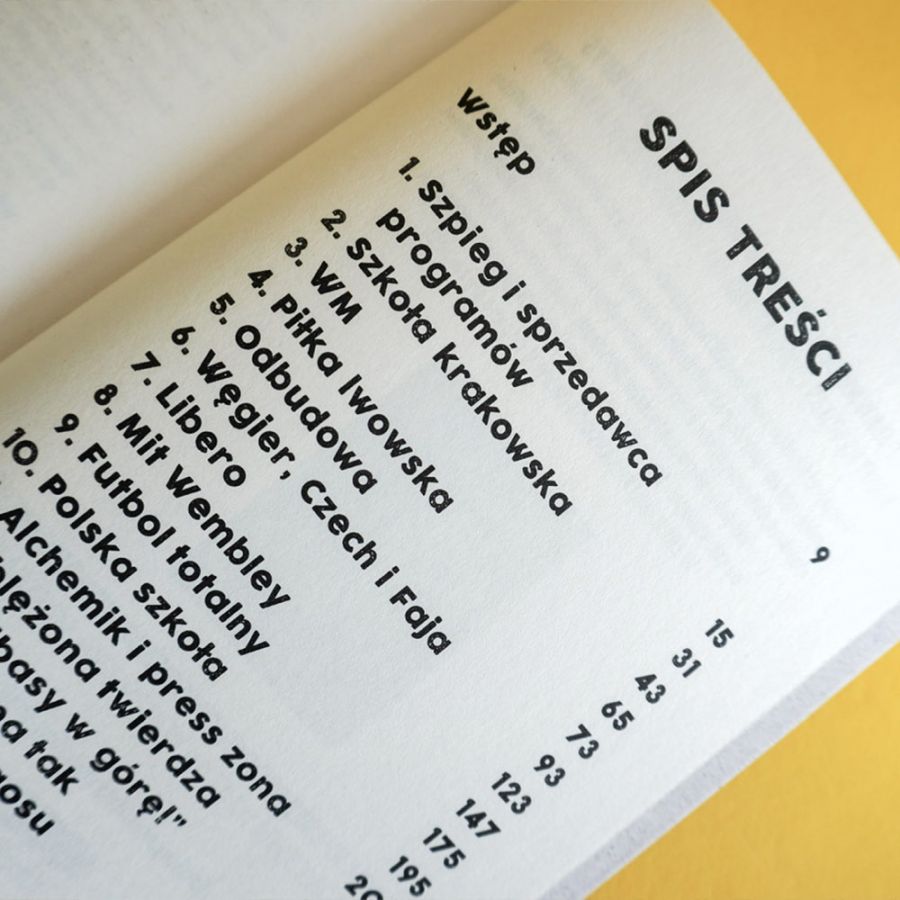 SPIS TREŚCI
Wstęp 9
1. Szpieg i sprzedawca
programów 15
2. Szkoła krakowska 31
3. WM 43
4. Piłka lwowska 65
5. Odbudowa 73
6. Węgier, Czech i Faja 93
7. Libero 123
8. Mit Wembley 147
9. Futbol totalny 175
10. Polska szkoła 195
Alchemik i press zona
twierdza
w górę!”
tak